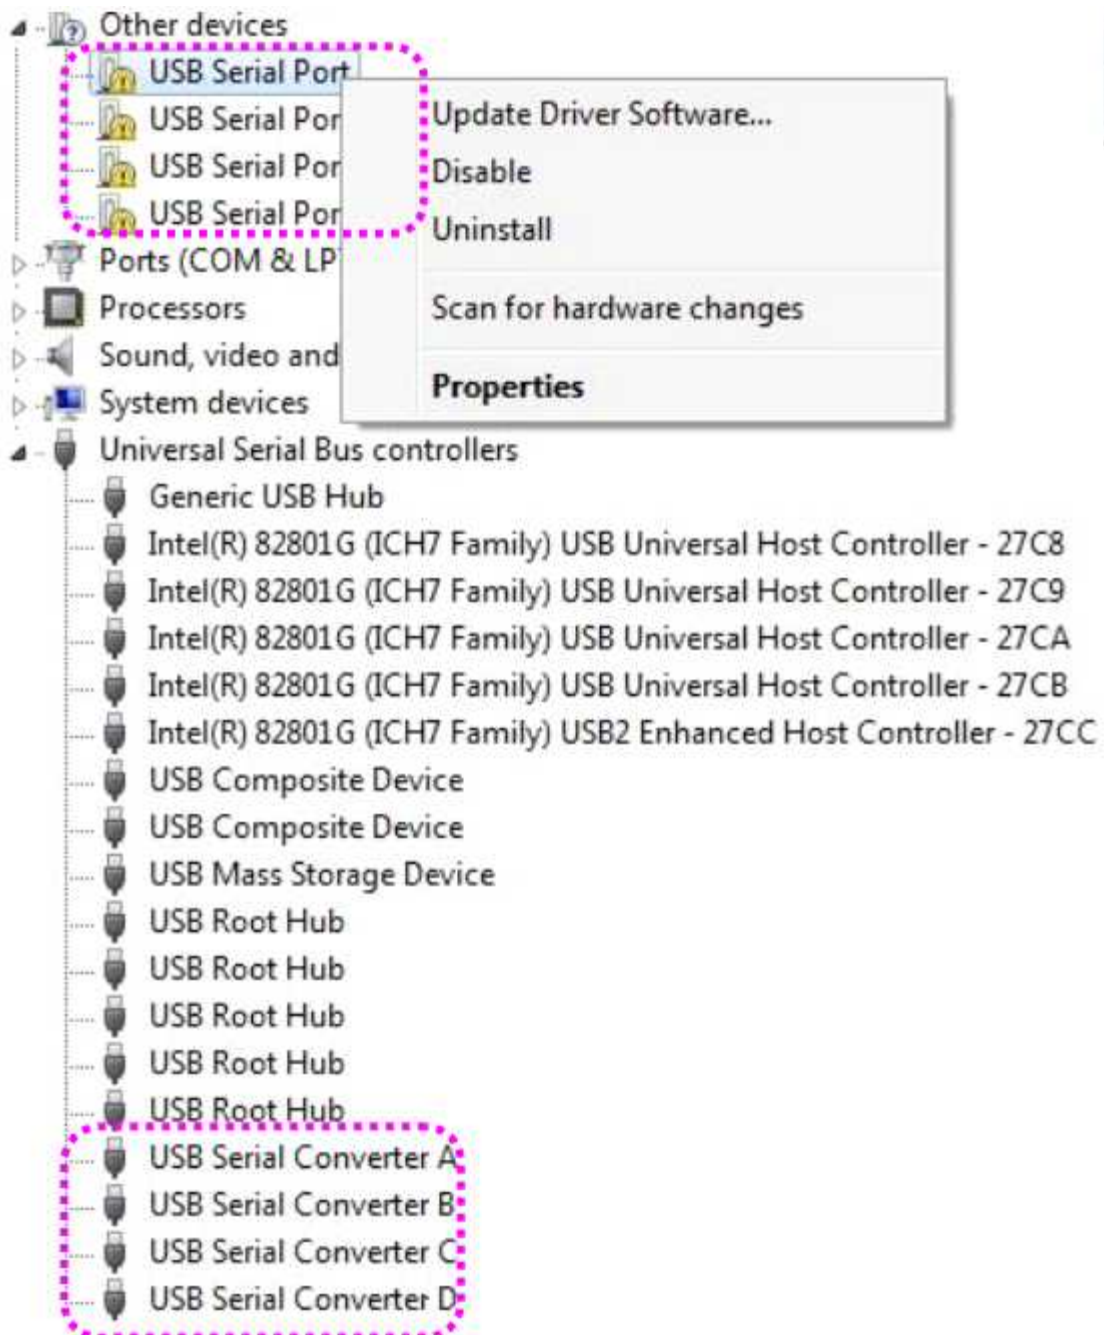 Other devices
USB Serial Port
USB Serial Por
USB Serial Por
USB Serial Por
Update Driver Software...
Disable
Uninstall
Scan for hardware changes
Properties
Ports (COM & LP
Processors
Sound, video and
System devices
Universal Serial Bus controllers
Generic USB Hub
Intel(R) 82801G (ICH7 Family) USB Universal Host Controller - 27C8
Intel(R) 82801G (ICH7 Family) USB Universal Host Controller - 27C9
Intel(R) 82801G (ICH7 Family) USB Universal Host Controller - 27CA
Intel(R) 82801G (ICH7 Family) USB Universal Host Controller - 27CB
Intel(R) 82801G (ICH7 Family) USB2 Enhanced Host Controller - 27CC
USB Composite Device
USB Composite Device
USB Mass Storage Device
USB Root Hub
USB Root Hub
USB Root Hub
USB Root Hub
USB Root Hub
USB Serial Converter A
USB Serial Converter B
USB Serial Converter C
USB Serial Converter D